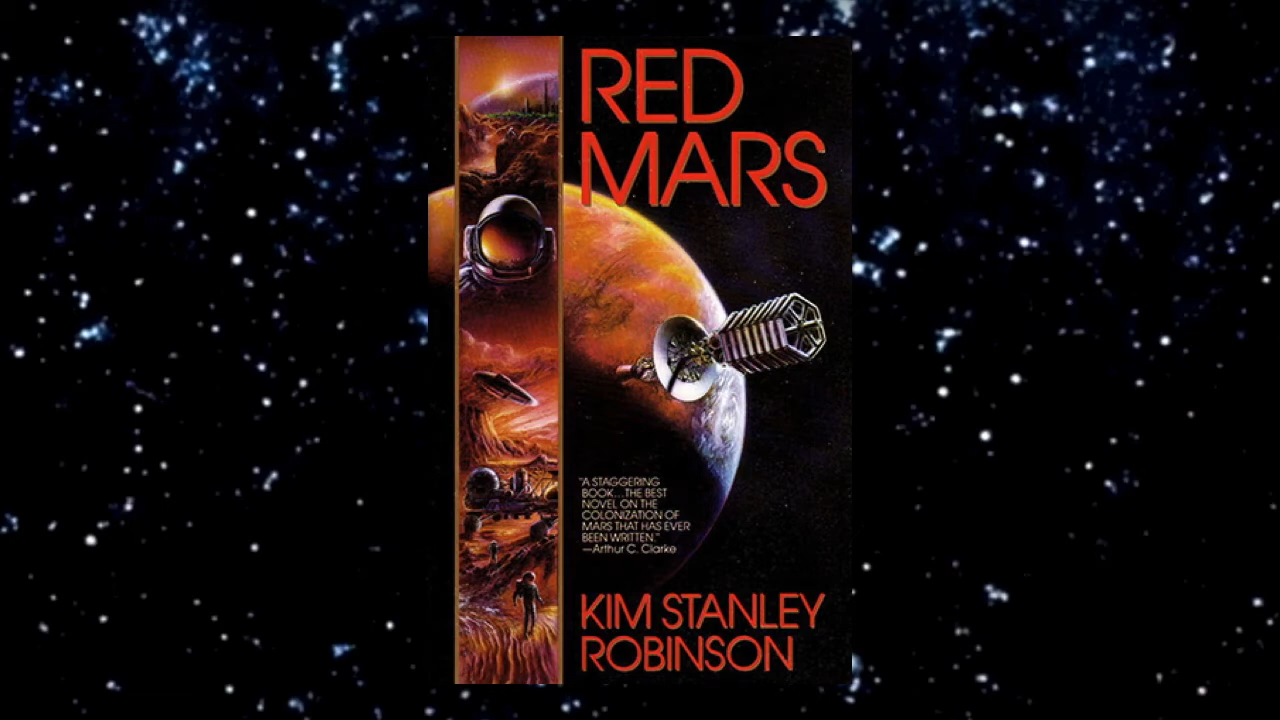 RED
MARS
"A STAGGERING
BOOK...THE BEST
NOVEL ON THE
COLONIZATION OF
MARS THAT HAS EVER
BEEN WRITTEN."
—Arthur C. Clarke
KIM STANLEY
ROBINSON